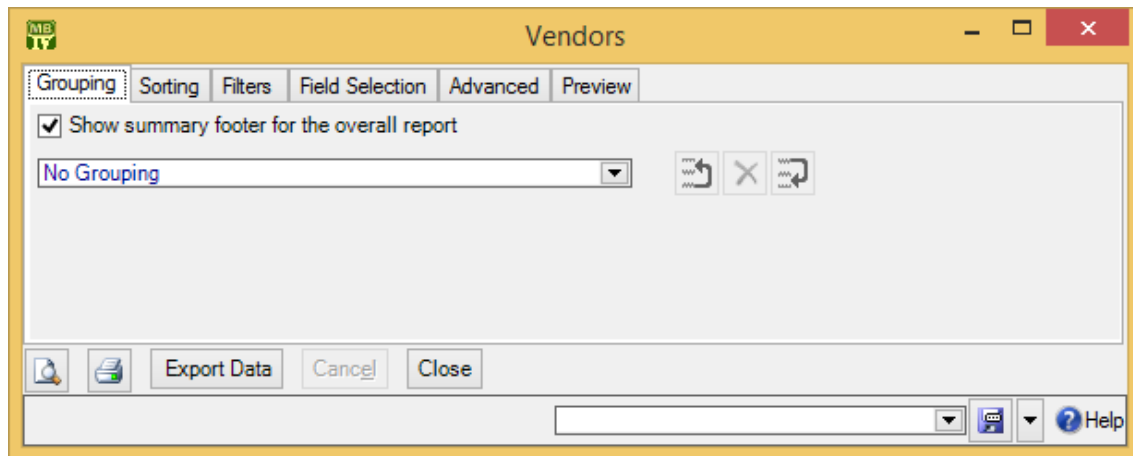 MB
TY
Vendors
Grouping Sorting Filters Field Selection Advanced Preview
Show summary footer for the overall report
No Grouping
Export Data Cancel Close
Help